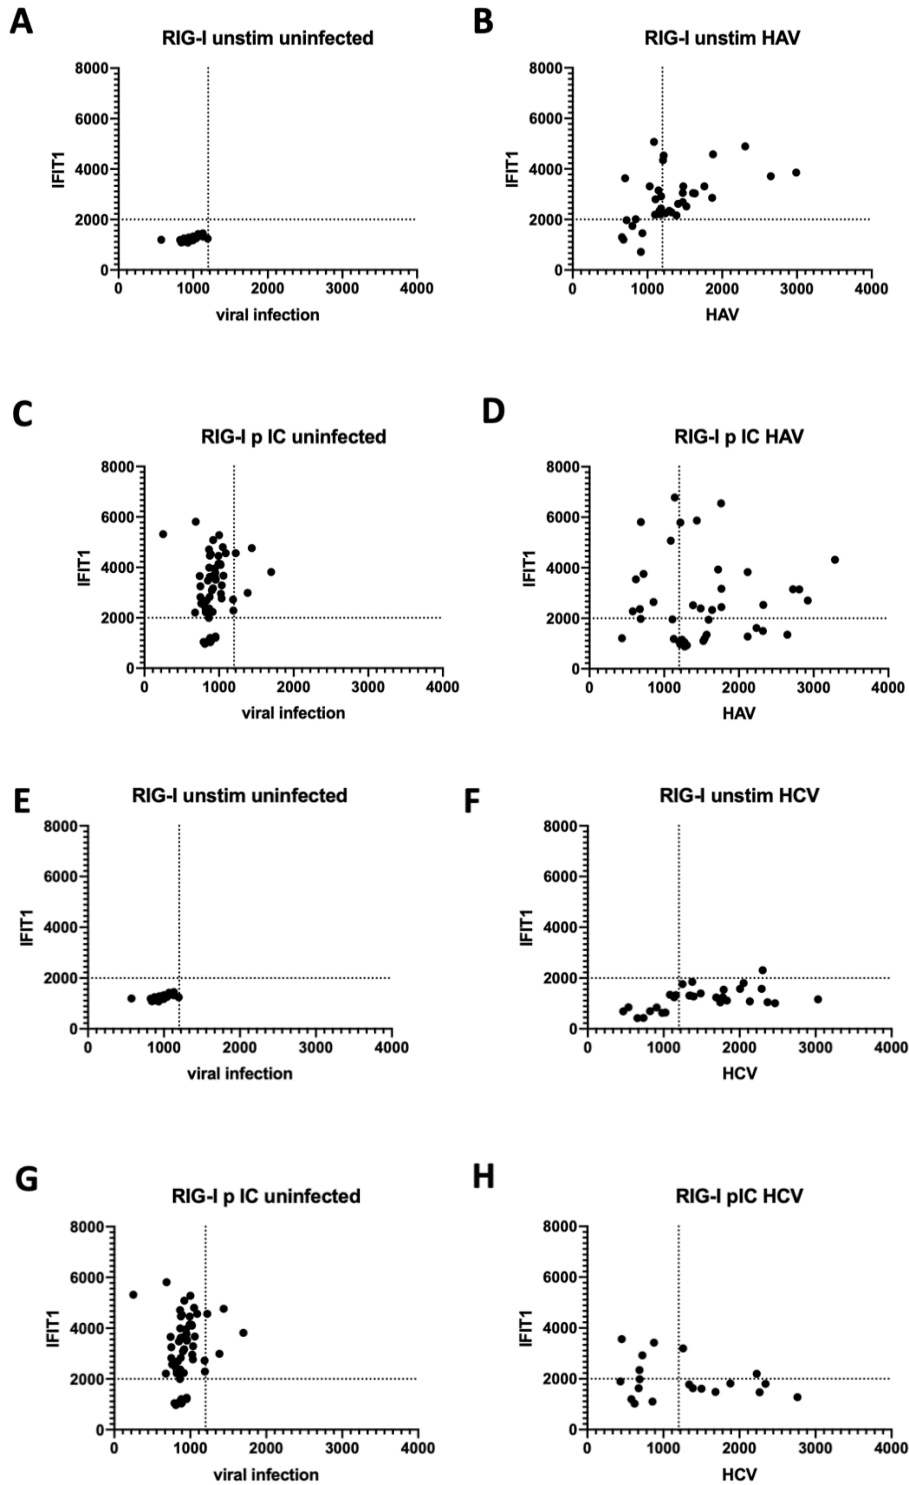 A
RIG-I unstim uninfected
8000
6000
4000
2000
0
IFIT1
0 1000 2000 3000 4000
viral infection
B
RIG-I unstim HAV
8000
6000
4000
2000
0
IFIT1
0 1000 2000 3000 4000
HAV
C
RIG-I p IC uninfected
8000
6000
4000
2000
0
IFIT1
0 1000 2000 3000 4000
viral infection
D
RIG-I p IC HAV
8000
6000
4000
2000
0
IFIT1
0 1000 2000 3000 4000
HAV
E
RIG-I unstim uninfected
8000
6000
4000
2000
0
IFIT1
0 1000 2000 3000 4000
viral infection
F
RIG-I unstim HCV
8000
6000
4000
2000
0
IFIT1
0 1000 2000 3000 4000
HCV
G
RIG-I p IC uninfected
8000
6000
4000
2000
0
IFIT1
0 1000 2000 3000 4000
viral infection
H
RIG-I pIC HCV
8000
6000
4000
2000
0
IFIT1
0 1000 2000 3000 4000
HCV